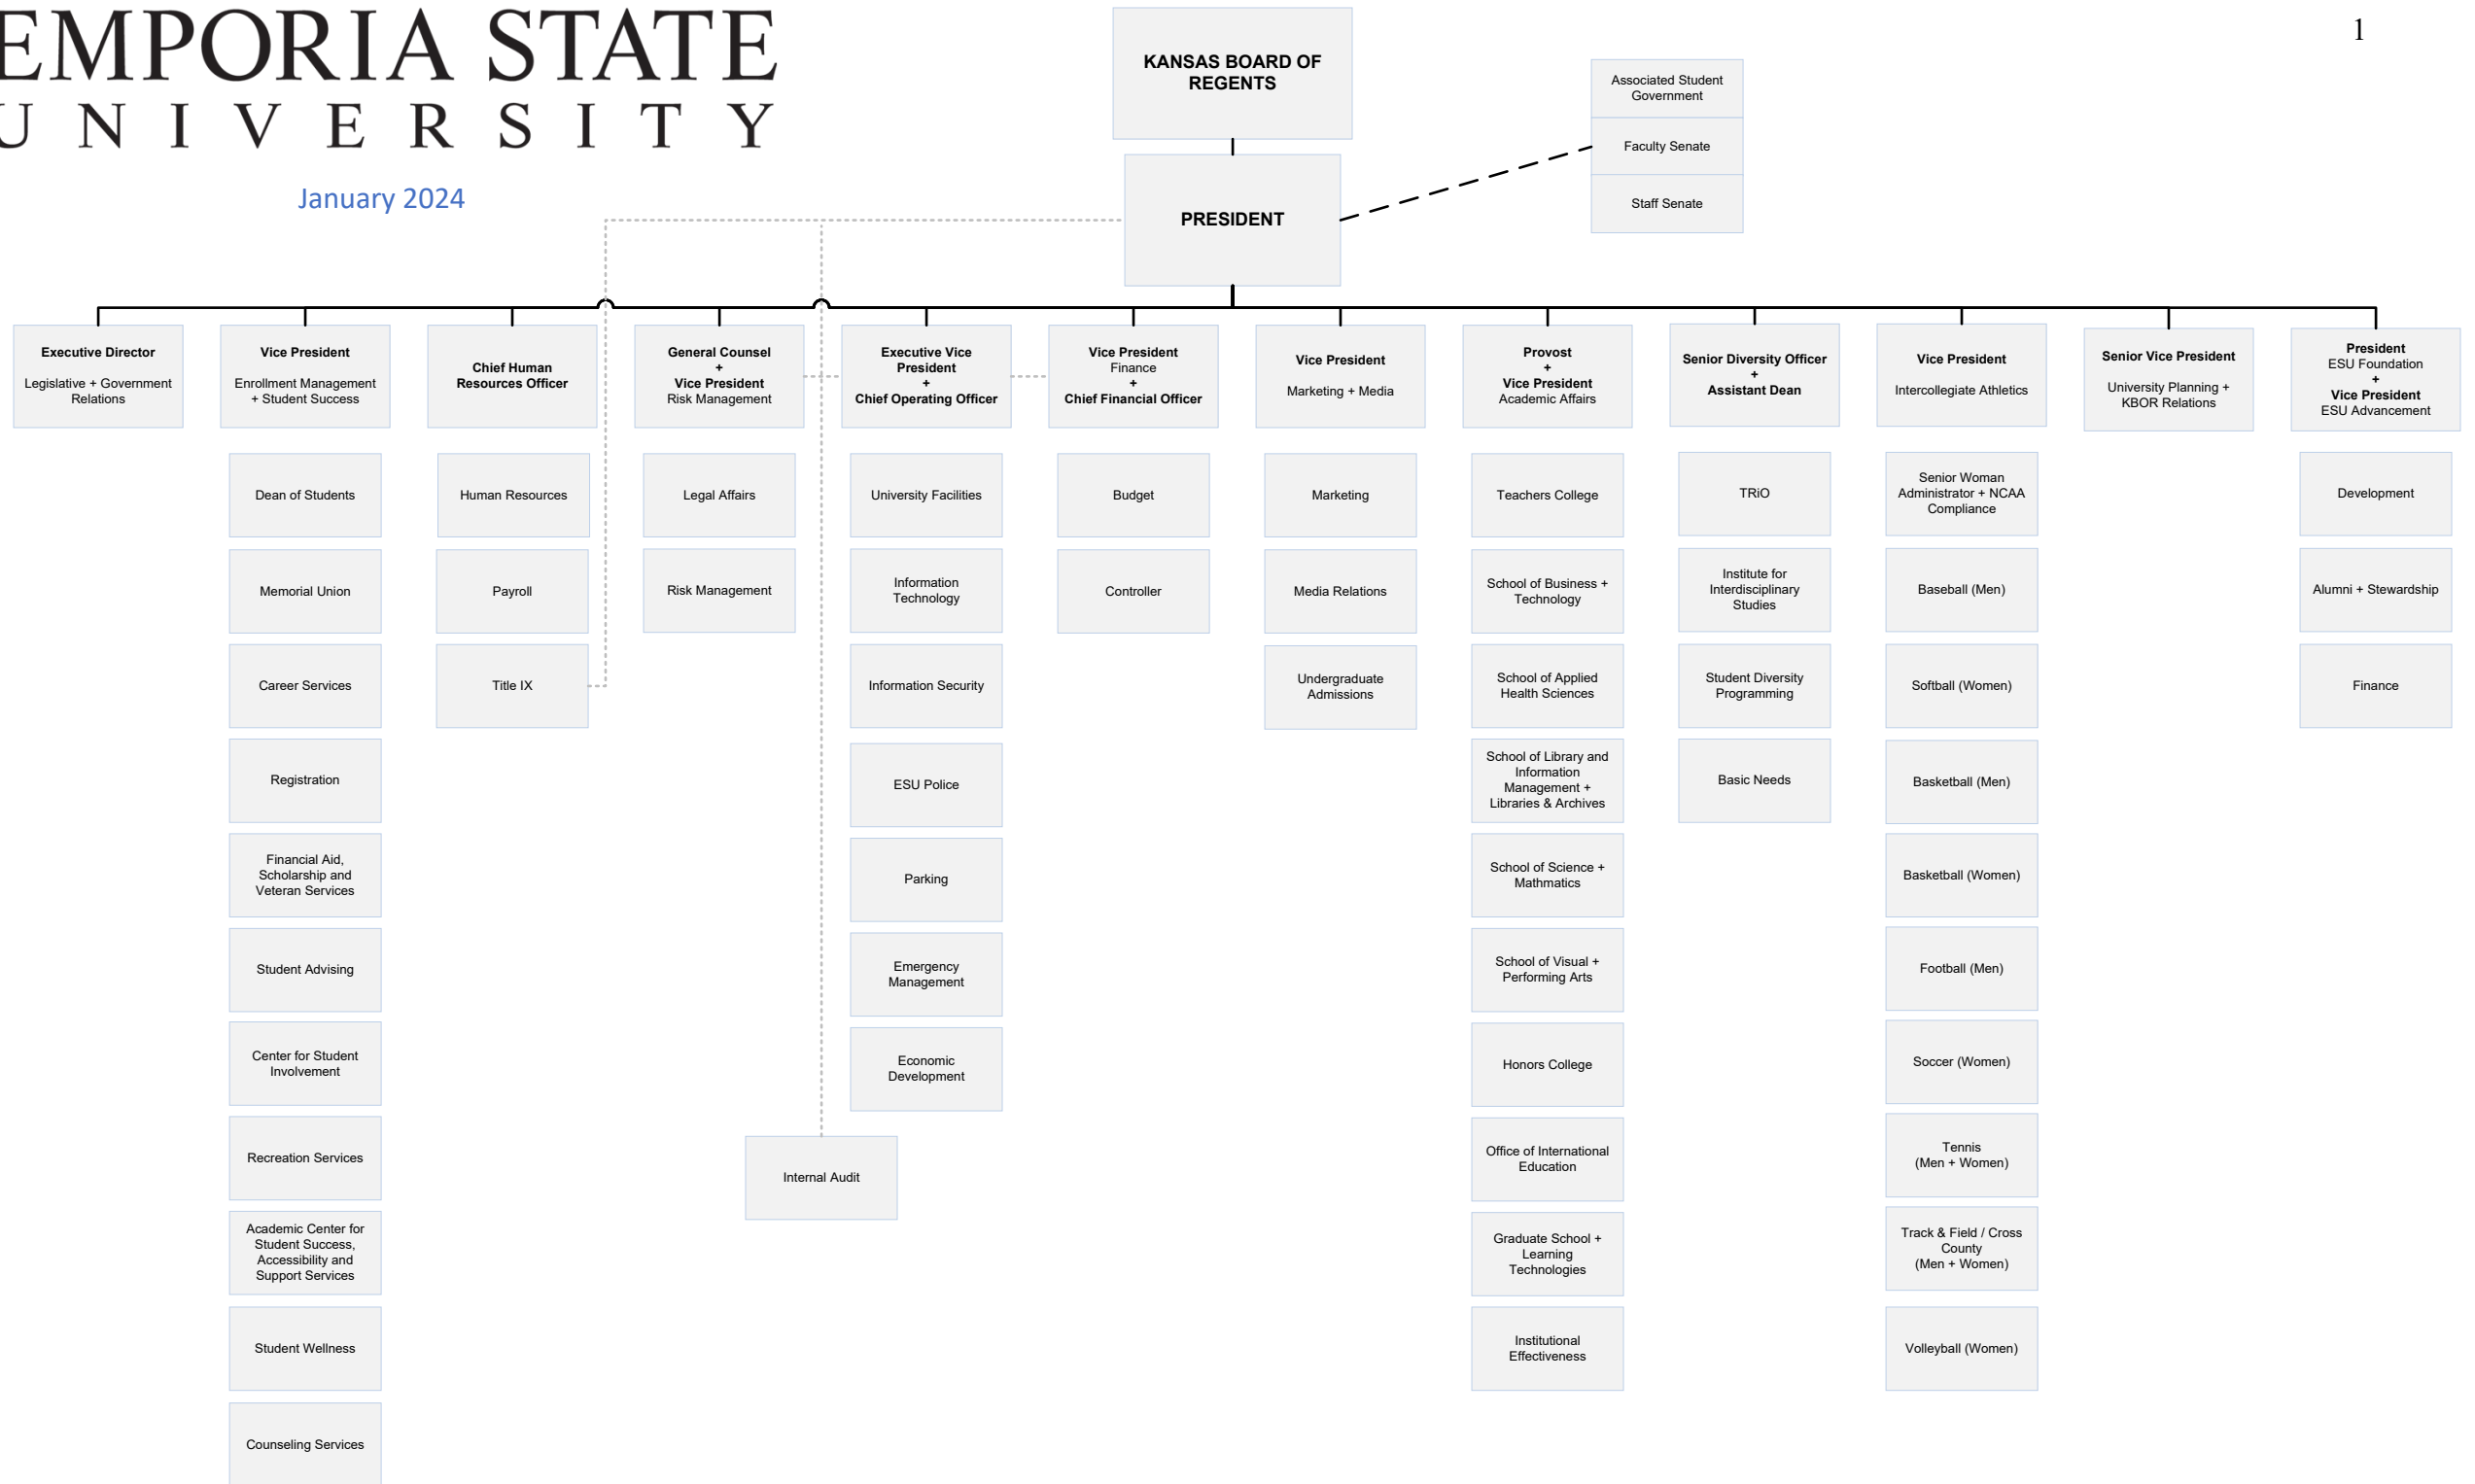 EMPORIA STATE
UNIVERSITY
January 2024
1
KANSAS BOARD OF
REGENTS
PRESIDENT
Associated Student
Government
Faculty Senate
Staff Senate
Executive Director
Legislative + Government
Relations
Vice President
Enrollment Management
+ Student Success
Dean of Students
Memorial Union
Career Services
Registration
Financial Aid,
Scholarship and
Veteran Services
Student Advising
Center for Student
Involvement
Recreation Services
Academic Center for
Student Success,
Accessibility and
Support Services
Student Wellness
Counseling Services
Chief Human
Resources Officer
Human Resources
Payroll
Title IX
General Counsel
+
Vice President
Risk Management
Legal Affairs
Risk Management
Internal Audit
Executive Vice
President
+
Chief Operating Officer
University Facilities
Information
Technology
Information Security
ESU Police
Parking
Emergency
Management
Economic
Development
Vice President
Finance
+
Chief Financial Officer
Budget
Controller
Vice President
Marketing + Media
Marketing
Media Relations
Undergraduate
Admissions
Provost
+
Vice President
Academic Affairs
Teachers College
School of Business +
Technology
School of Applied
Health Sciences
School of Library and
Information
Management +
Libraries & Archives
School of Science +
Mathmatics
School of Visual +
Performing Arts
Honors College
Office of International
Education
Graduate School +
Learning
Technologies
Institutional
Effectiveness
Senior Diversity Officer
+
Assistant Dean
TRiO
Institute for
Interdisciplinary
Studies
Student Diversity
Programming
Basic Needs
Vice President
Intercollegiate Athletics
Senior Woman
Administrator + NCAA
Compliance
Baseball (Men)
Softball (Women)
Basketball (Men)
Basketball (Women)
Football (Men)
Soccer (Women)
Tennis
(Men + Women)
Track & Field / Cross
County
(Men + Women)
Volleyball (Women)
Senior Vice President
University Planning +
KBOR Relations
President
ESU Foundation
+
Vice President
ESU Advancement
Development
Alumni + Stewardship
Finance